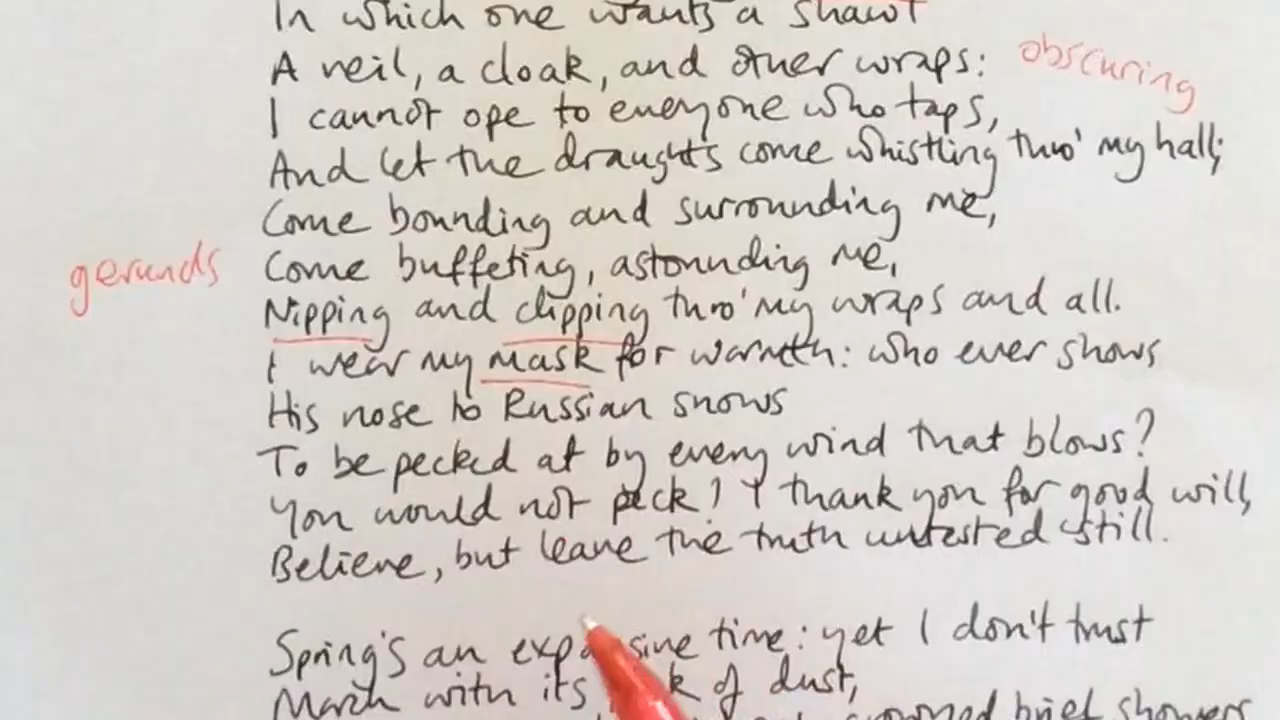 In which one wants a shawl
A veil, a cloak, and other wraps:
obscuring
I cannot ope to everyone who taps,
And let the draughts come whistling thro' my hall;
Come bounding and surrounding me,
gerunds
Come buffeting, astounding me,
Nipping and clipping thro' my wraps and all.
I wear my mask for warmth: who ever shows
His nose to Russian snows
To be pecked at by every wind that blows?
You would not peck? I thank you for good will,
Believe, but leave the truth untested still.
Spring's an expansive time: yet I don't trust
March with its of dust,
brief showers